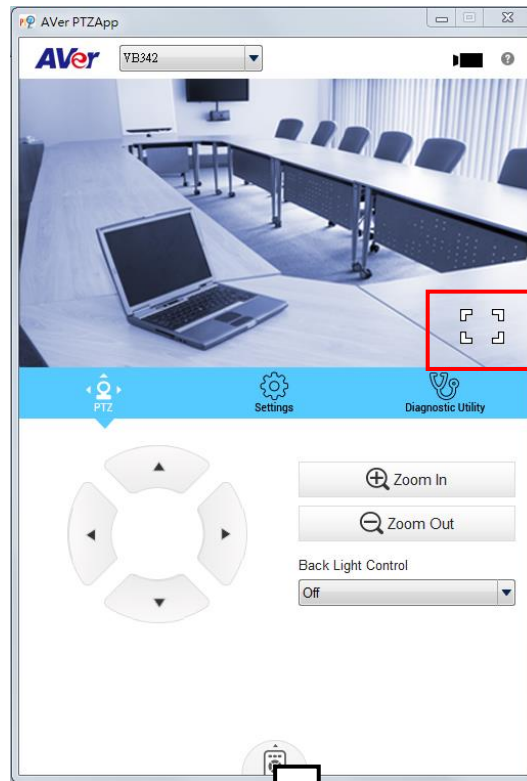 AVer PTZApp
AVer
VB342
PTZ
Settings
Diagnostic Utility
Zoom In
Zoom Out
Back Light Control
Off